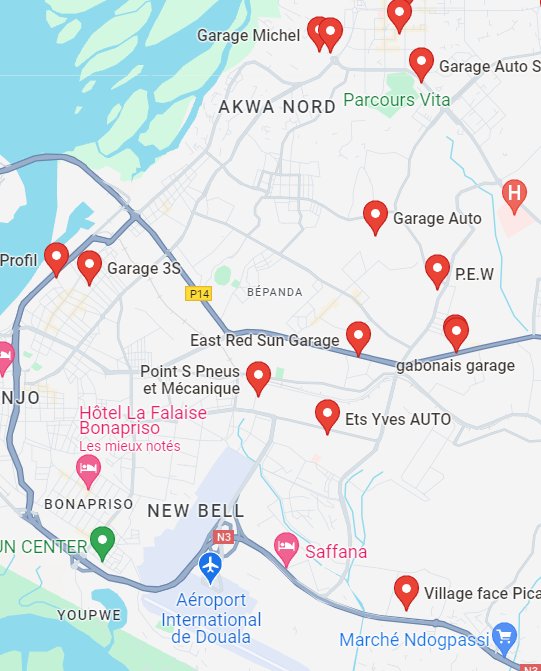 Garage Michel
Garage Auto S
AKWA NORD
Parcours Vita
H
Garage Auto
Profil
Garage 3S
P.E.W
P14
BÉPANDA
East Red Sun Garage
gabonais garage
Point S Pneus
et Mécanique
NJO
Hôtel La Falaise
Bonapriso
Les mieux notés
Ets Yves AUTO
BONAPRISO
NEW BELL
N3
UN CENTER
Saffana
Aéroport
International
de Douala
Village face Pica
YOUPWE
Marché Ndogpassi
N3